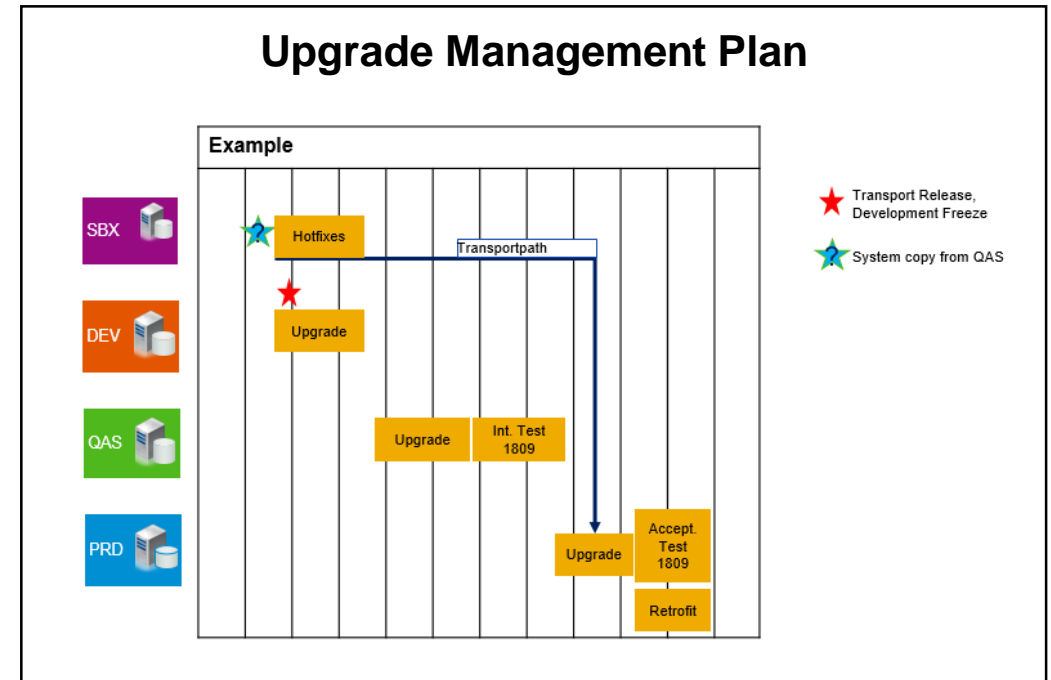 Upgrade Management Plan
Example
SBX
?
Hotfixes
Transportpath
Transport Release,
Development Freeze
?
System copy from QAS
DEV
Upgrade
QAS
Upgrade
Int. Test
1809
PRD
Upgrade
Accept.
Test
1809
Retrofit